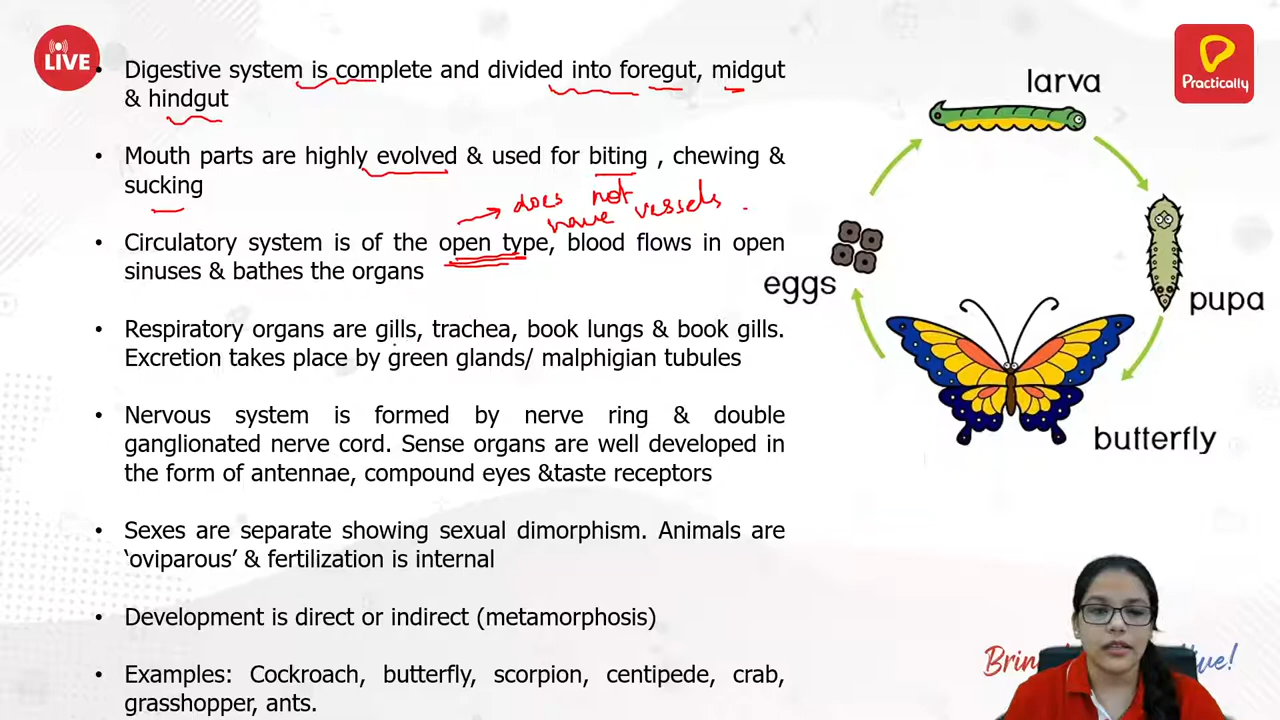 LIVE
Practically
• Digestive system is complete and divided into foregut, midgut
& hindgut
• Mouth parts are highly evolved & used for biting , chewing &
sucking
does not
have vessels .
• Circulatory system is of the open type, blood flows in open
sinuses & bathes the organs
• Respiratory organs are gills, trachea, book lungs & book gills.
Excretion takes place by green glands/ malphigian tubules
• Nervous system is formed by nerve ring & double
ganglionated nerve cord. Sense organs are well developed in
the form of antennae, compound eyes &taste receptors
• Sexes are separate showing sexual dimorphism. Animals are
‘oviparous’ & fertilization is internal
• Development is direct or indirect (metamorphosis)
• Examples: Cockroach, butterfly, scorpion, centipede, crab,
grasshopper, ants.
larva
pupa
butterfly
eggs